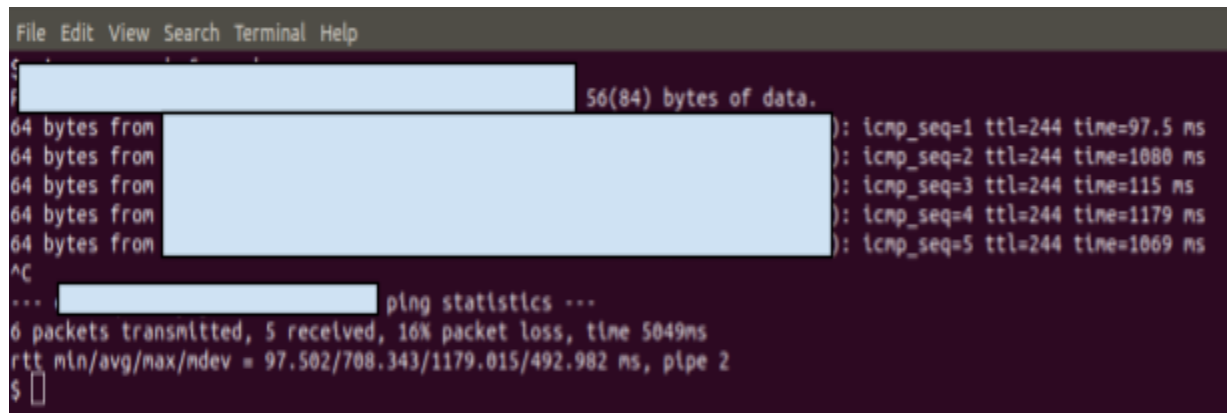 File Edit View Search Terminal Help
$
56(84) bytes of data.
64 bytes from ): icmp_seq=1 ttl=244 time=97.5 ms
64 bytes from ): icmp_seq=2 ttl=244 time=1080 ms
64 bytes from ): icmp_seq=3 ttl=244 time=115 ms
64 bytes from ): icmp_seq=4 ttl=244 time=1179 ms
64 bytes from ): icmp_seq=5 ttl=244 time=1069 ms
^C
--- ping statistics ---
6 packets transmitted, 5 received, 16% packet loss, time 5049ms
rtt min/avg/max/mdev = 97.502/708.343/1179.015/492.982 ms, pipe 2
$